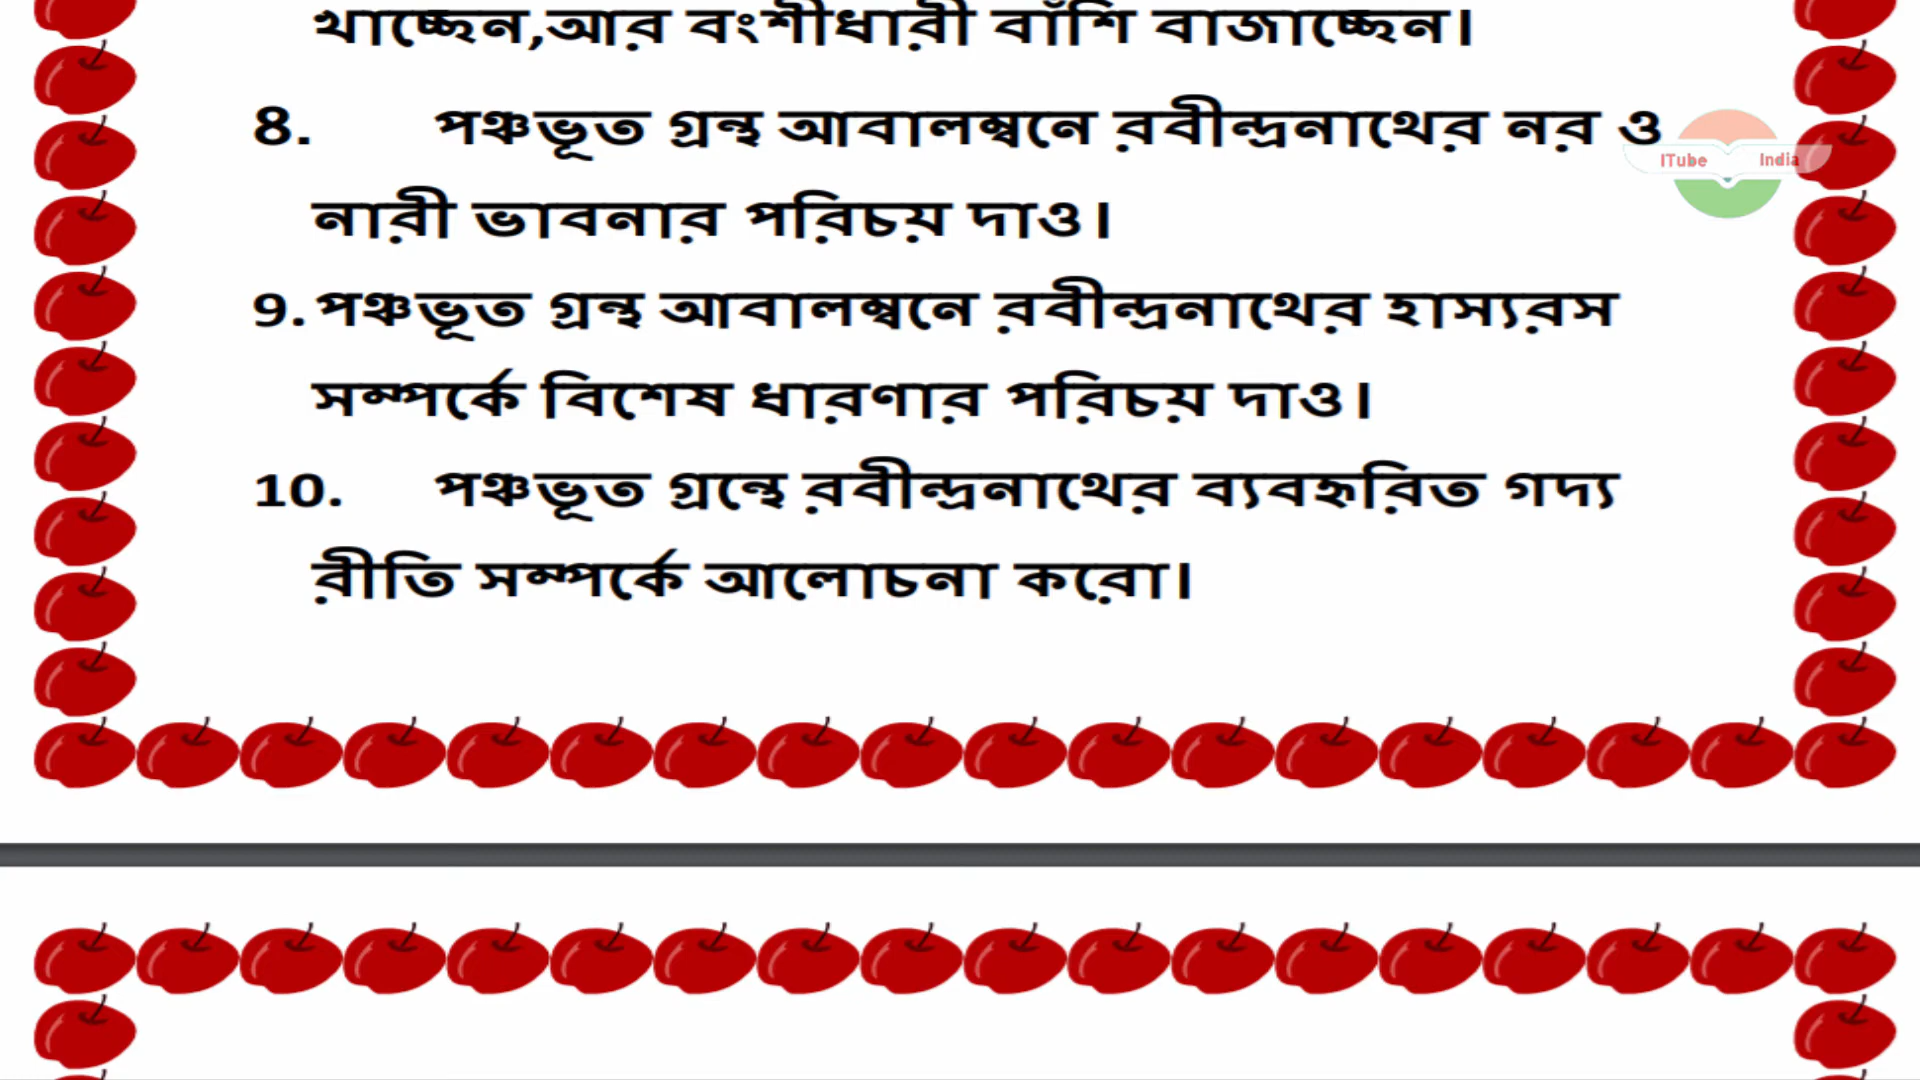 খাচ্ছেন,আর বংশীধারী বাঁশি বাজাচ্ছেন।
8. পঞ্চভূত গ্রন্থ আবালম্বনে রবীন্দ্রনাথের নর ও
ITube India
নারী ভাবনার পরিচয় দাও।
9. পঞ্চভূত গ্রন্থ আবালম্বনে রবীন্দ্রনাথের হাস্যরস
সম্পর্কে বিশেষ ধারণার পরিচয় দাও।
10. পঞ্চভূত গ্রন্থে রবীন্দ্রনাথের ব্যবহৃরিত গদ্য
রীতি সম্পর্কে আলোচনা করো।